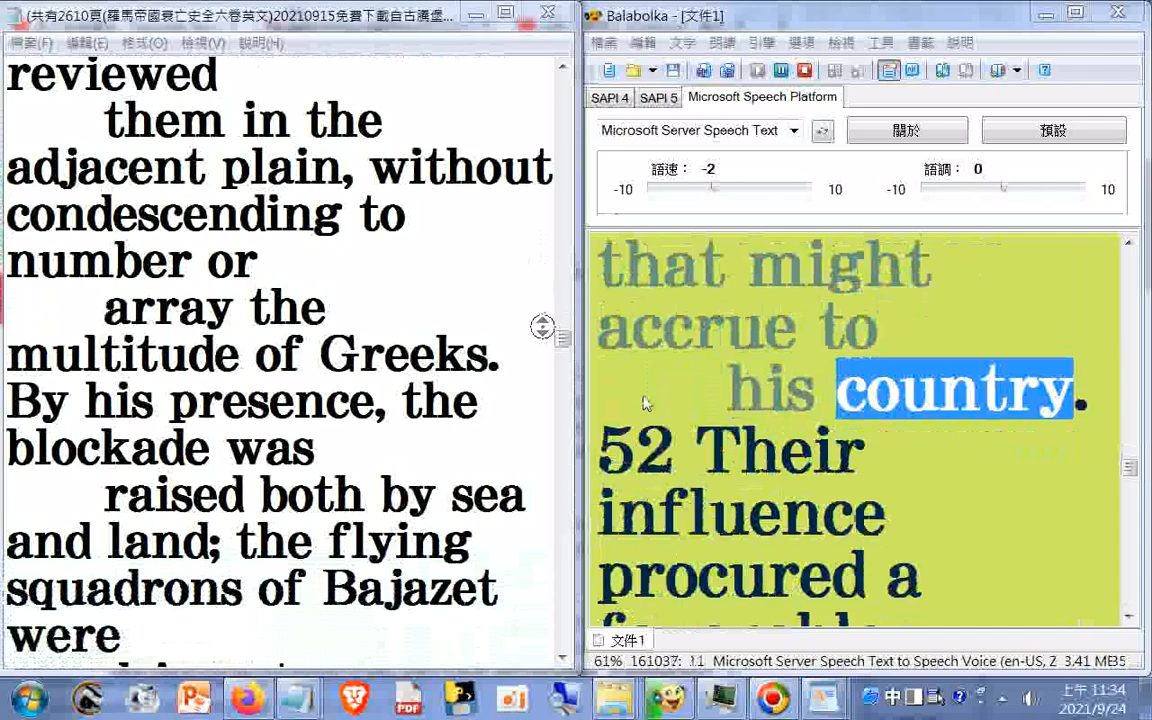 (共有2610頁(羅馬帝國衰亡史全六卷英文)20210915免費下載自古騰堡...
檔案(F) 編輯(E) 格式(O) 檢視(V) 說明(H)
reviewed
them in the
adjacent plain, without
condescending to
number or
array the
multitude of Greeks.
By his presence, the
blockade was
raised both by sea
and land; the flying
squadrons of Bajazet
were
Balabolka - [文件1]
檔案 編輯 文字 朗讀 引擎 選項 檢視 工具 書籤 說明
SAPI 4 SAPI 5 Microsoft Speech Platform
Microsoft Server Speech Text 關於 預設
語速： -2 語調： 0
-10 10 -10 10
that might
accrue to
his country.
52 Their
influence
procured a
文件1
61% 161037: Microsoft Server Speech Text to Speech Voice (en-US, 3.41 MB
PDF
中
上午 11:34
2021/9/24